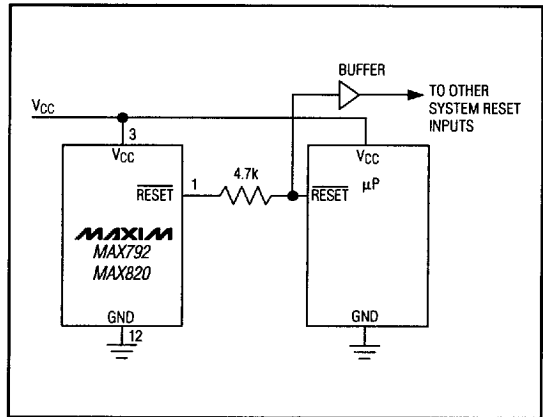 BUFFER
TO OTHER
SYSTEM RESET
INPUTS
VCC
3
VCC
RESET
1
4.7k
MAXIM
MAX792
MAX820
GND
12
VCC
RESET
µP
GND